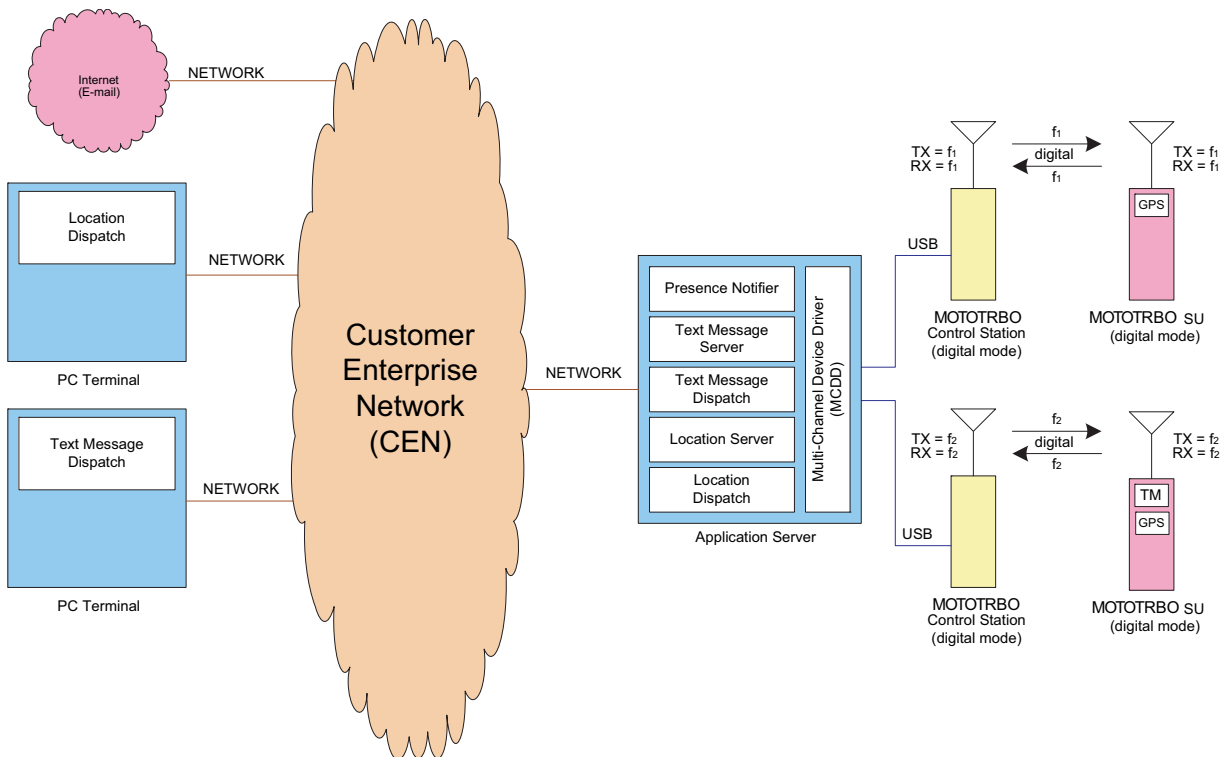 Internet
(E-mail)
NETWORK
Location
Dispatch
NETWORK
PC Terminal
Text Message
Dispatch
NETWORK
PC Terminal
Customer
Enterprise
Network
(CEN)
NETWORK
Presence Notifier
Text Message
Server
Text Message
Dispatch
Location Server
Location
Dispatch
Multi-Channel Device Driver
(MCDD)
Application Server
USB
USB
TX = f1
RX = f1
f1
digital
f1
TX = f1
RX = f1
GPS
MOTOTRBO
Control Station
(digital mode)
MOTOTRBO SU
(digital mode)
TX = f2
RX = f2
f2
digital
f2
TX = f2
RX = f2
TM
GPS
MOTOTRBO
Control Station
(digital mode)
MOTOTRBO SU
(digital mode)